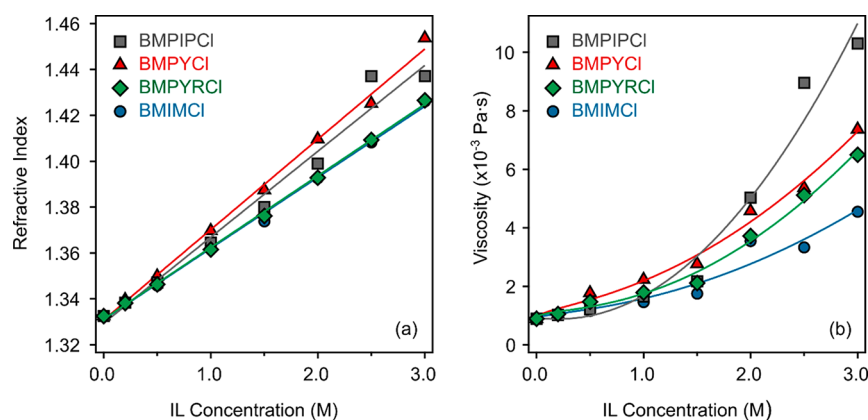 1.46
1.44
1.42
1.40
1.38
1.36
1.34
1.32
Refractive Index
BMPIPCl
BMPYCl
BMPYRCl
BMIMCl
(a)
0.0 1.0 2.0 3.0
IL Concentration (M)
10
8
6
4
2
0
Viscosity (x10⁻³ Pa·s)
BMPIPCl
BMPYCl
BMPYRCl
BMIMCl
(b)
0.0 1.0 2.0 3.0
IL Concentration (M)